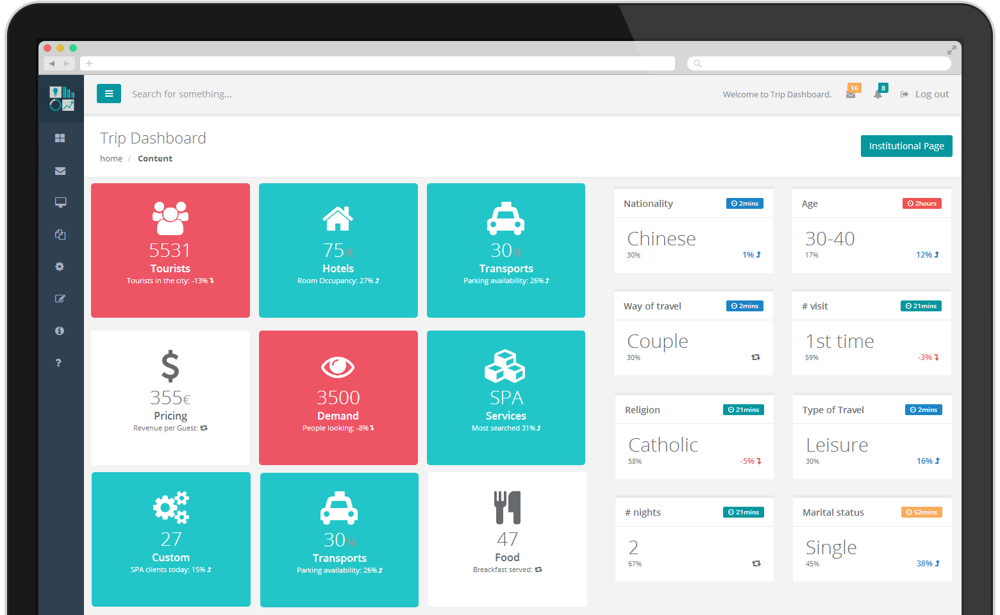 Search for something...
Welcome to Trip Dashboard.
16
8
Log out
Trip Dashboard
home / Content
Institutional Page
5531
Tourists
Tourists in the city: -13%
75%
Hotels
Room Occupancy: 27%
30%
Transports
Parking availability: 26%
355€
Pricing
Revenue per Guest:
3500
Demand
People looking: -8%
SPA
Services
Most searched 31%
27
Custom
SPA clients today: 15%
30%
Transports
Parking availability: 26%
47
Food
Breackfast served:
Nationality
2mins
Chinese
30%
1%
Age
2hours
30-40
17%
12%
Way of travel
2mins
Couple
30%
# visit
21mins
1st time
59%
-3%
Religion
21mins
Catholic
58%
-5%
Type of Travel
2mins
Leisure
30%
16%
# nights
21mins
2
67%
Marital status
52mins
Single
45%
38%